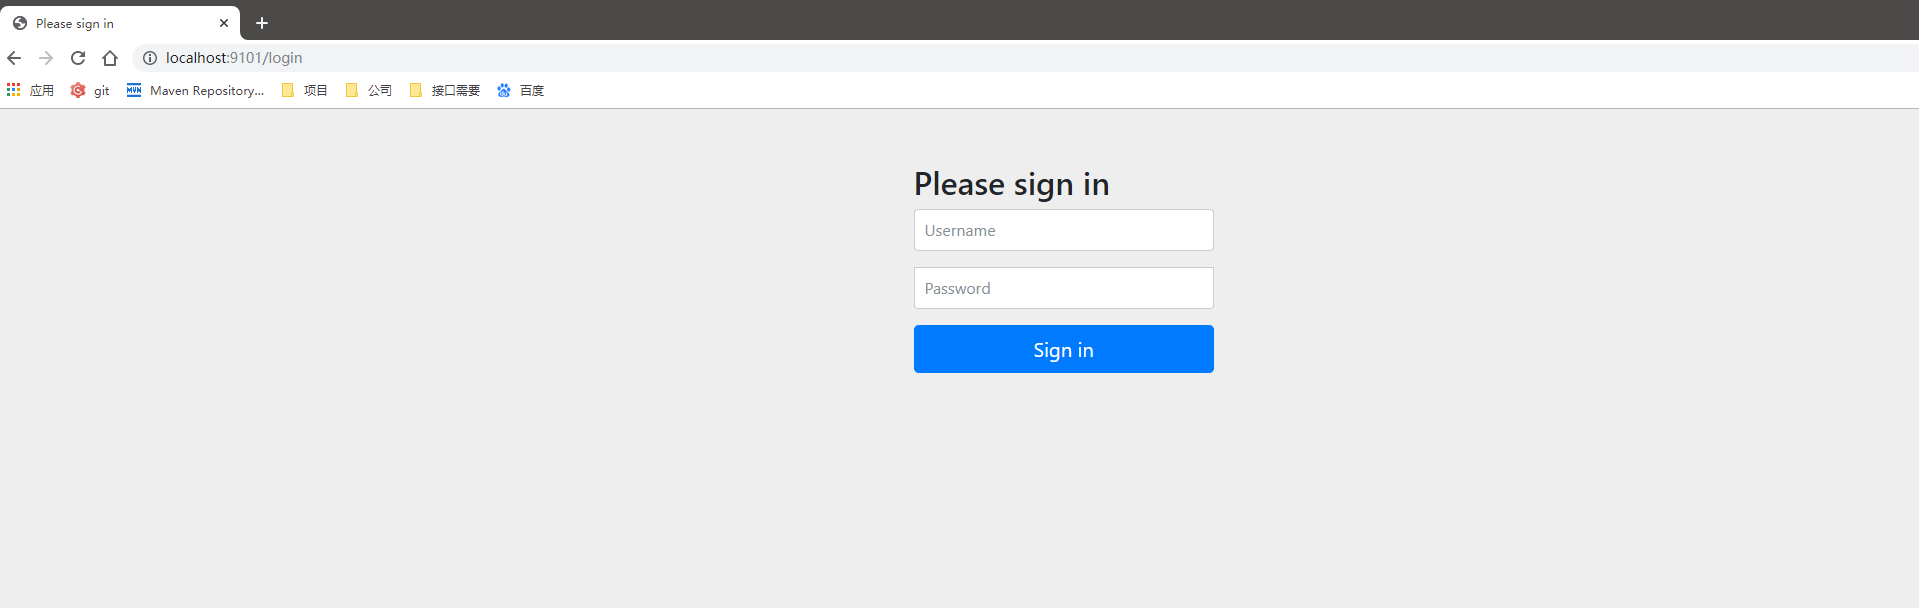 Please sign in
localhost:9101/login
应用 git Maven Repository... 项目 公司 接口需要 百度
Please sign in
Username
Password
Sign in